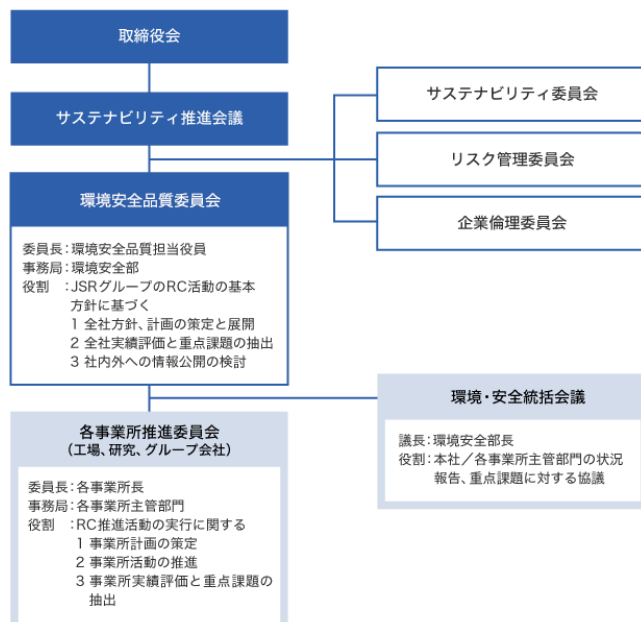 取締役会
サステナビリティ推進会議
サステナビリティ委員会
リスク管理委員会
企業倫理委員会
環境安全品質委員会
委員長：環境安全品質担当役員
事務局：環境安全部
役割　：JSRグループのRC活動の基本
方針に基づく
1 全社方針、計画の策定と展開
2 全社実績評価と重点課題の抽出
3 社内外への情報公開の検討
環境・安全統括会議
議長：環境安全部長
役割：本社／各事業所主管部門の状況
報告、重点課題に対する協議
各事業所推進委員会
（工場、研究、グループ会社）
委員長：各事業所長
事務局：各事業所主管部門
役割　：RC推進活動の実行に関する
1 事業所計画の策定
2 事業所活動の推進
3 事業所実績評価と重点課題の
抽出